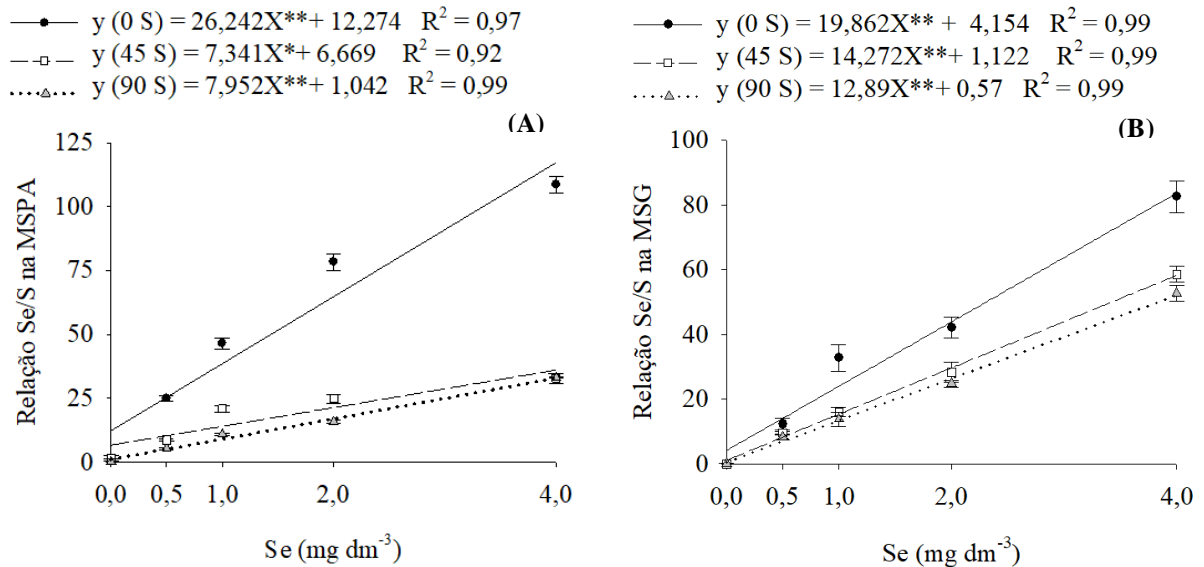 y (0 S) = 26,242X**+ 12,274 R² = 0,97
y (45 S) = 7,341X*+ 6,669 R² = 0,92
y (90 S) = 7,952X**+ 1,042 R² = 0,99
(A)
125
100
75
50
25
0
Relação Se/S na MSPA
0,0 0,5 1,0 2,0 4,0
Se (mg dm⁻³)
y (0 S) = 19,862X** + 4,154 R² = 0,99
y (45 S) = 14,272X**+ 1,122 R² = 0,99
y (90 S) = 12,89X**+ 0,57 R² = 0,99
(B)
100
80
60
40
20
0
Relação Se/S na MSG
0,0 0,5 1,0 2,0 4,0
Se (mg dm⁻³)